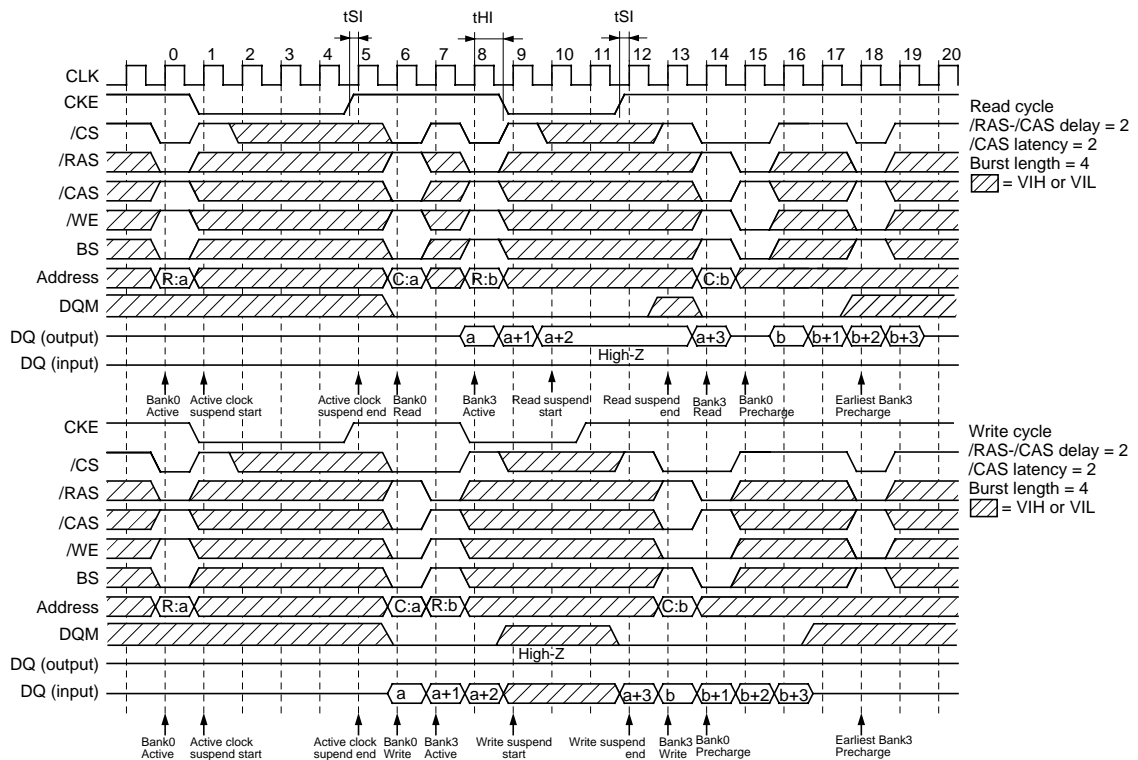 tSI tHI tSI
0 1 2 3 4 5 6 7 8 9 10 11 12 13 14 15 16 17 18 19 20
CLK
CKE
/CS
/RAS
/CAS
/WE
BS
Address R:a C:a R:b C:b
DQM
DQ (output) a a+1 a+2 a+3 b b+1 b+2 b+3
High-Z
DQ (input)
Read cycle
/RAS-/CAS delay = 2
/CAS latency = 2
Burst length = 4
= VIH or VIL
Bank0
Active
Active clock
suspend start
Active clock
suspend end
Bank0
Read
Bank3
Active
Read suspend
start
Read suspend
end
Bank3
Read
Bank0
Precharge
Earliest Bank3
Precharge
CKE
/CS
/RAS
/CAS
/WE
BS
Address R:a C:a R:b C:b
DQM
High-Z
DQ (output)
DQ (input) a a+1 a+2 a+3 b b+1 b+2 b+3
Write cycle
/RAS-/CAS delay = 2
/CAS latency = 2
Burst length = 4
= VIH or VIL
Bank0
Active
Active clock
suspend start
Active clock
supend end
Bank0
Write
Bank3
Active
Write suspend
start
Write suspend
end
Bank3
Write
Bank0
Precharge
Earliest Bank3
Precharge